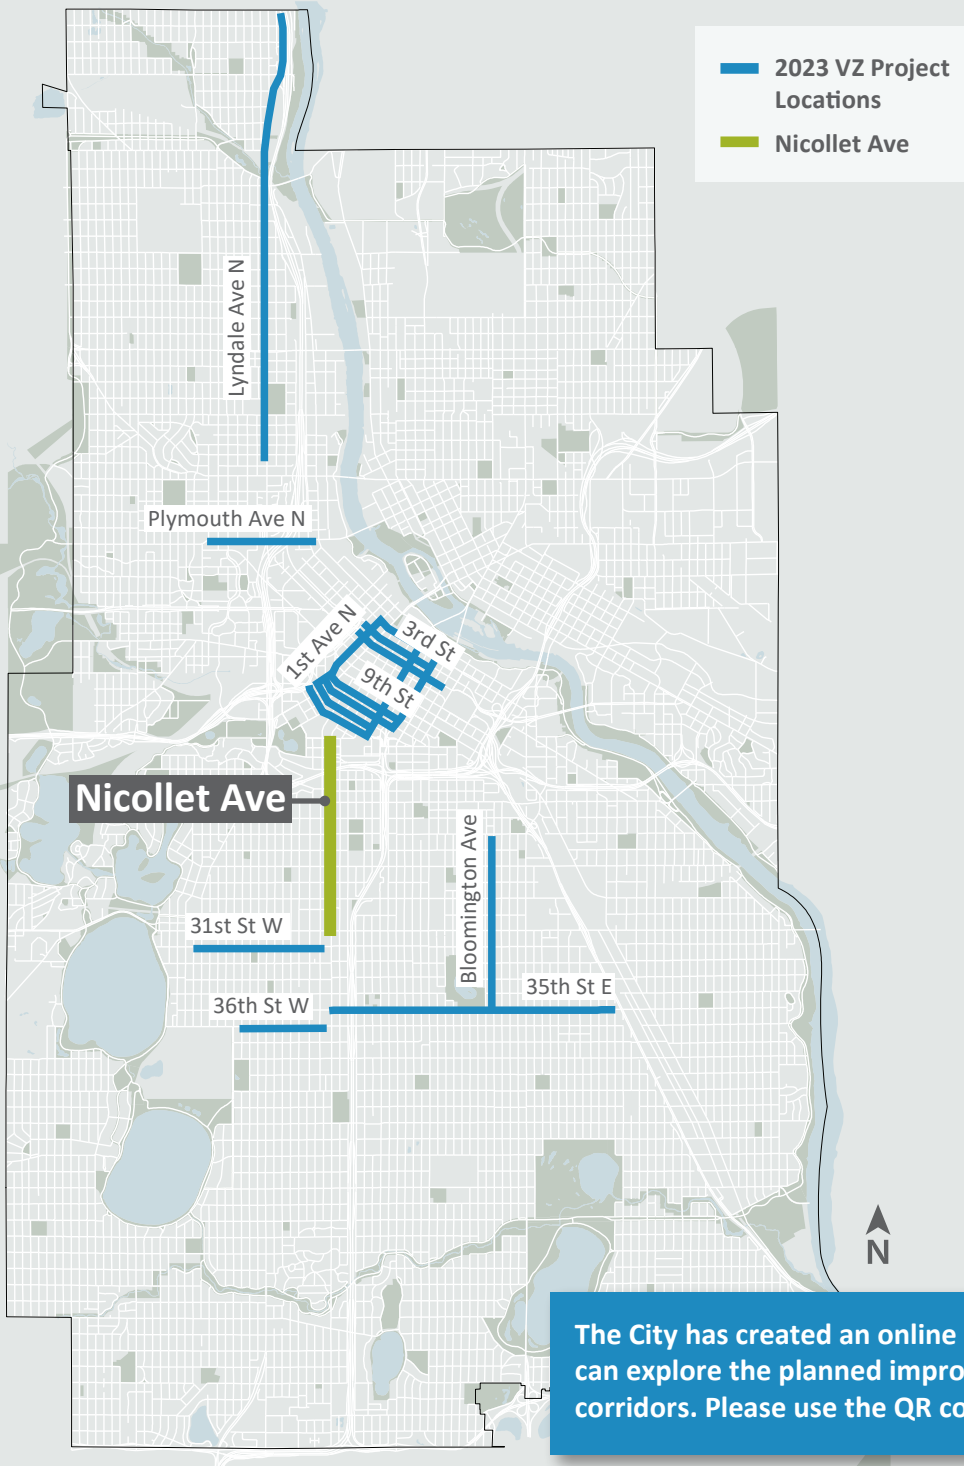 2023 VZ Project
Locations
Nicollet Ave
Lyndale Ave N
Plymouth Ave N
1st Ave N
3rd St
9th St
Nicollet Ave
Bloomington Ave
31st St W
35th St E
36th St W
N
The City has created an online
can explore the planned impro
corridors. Please use the QR co